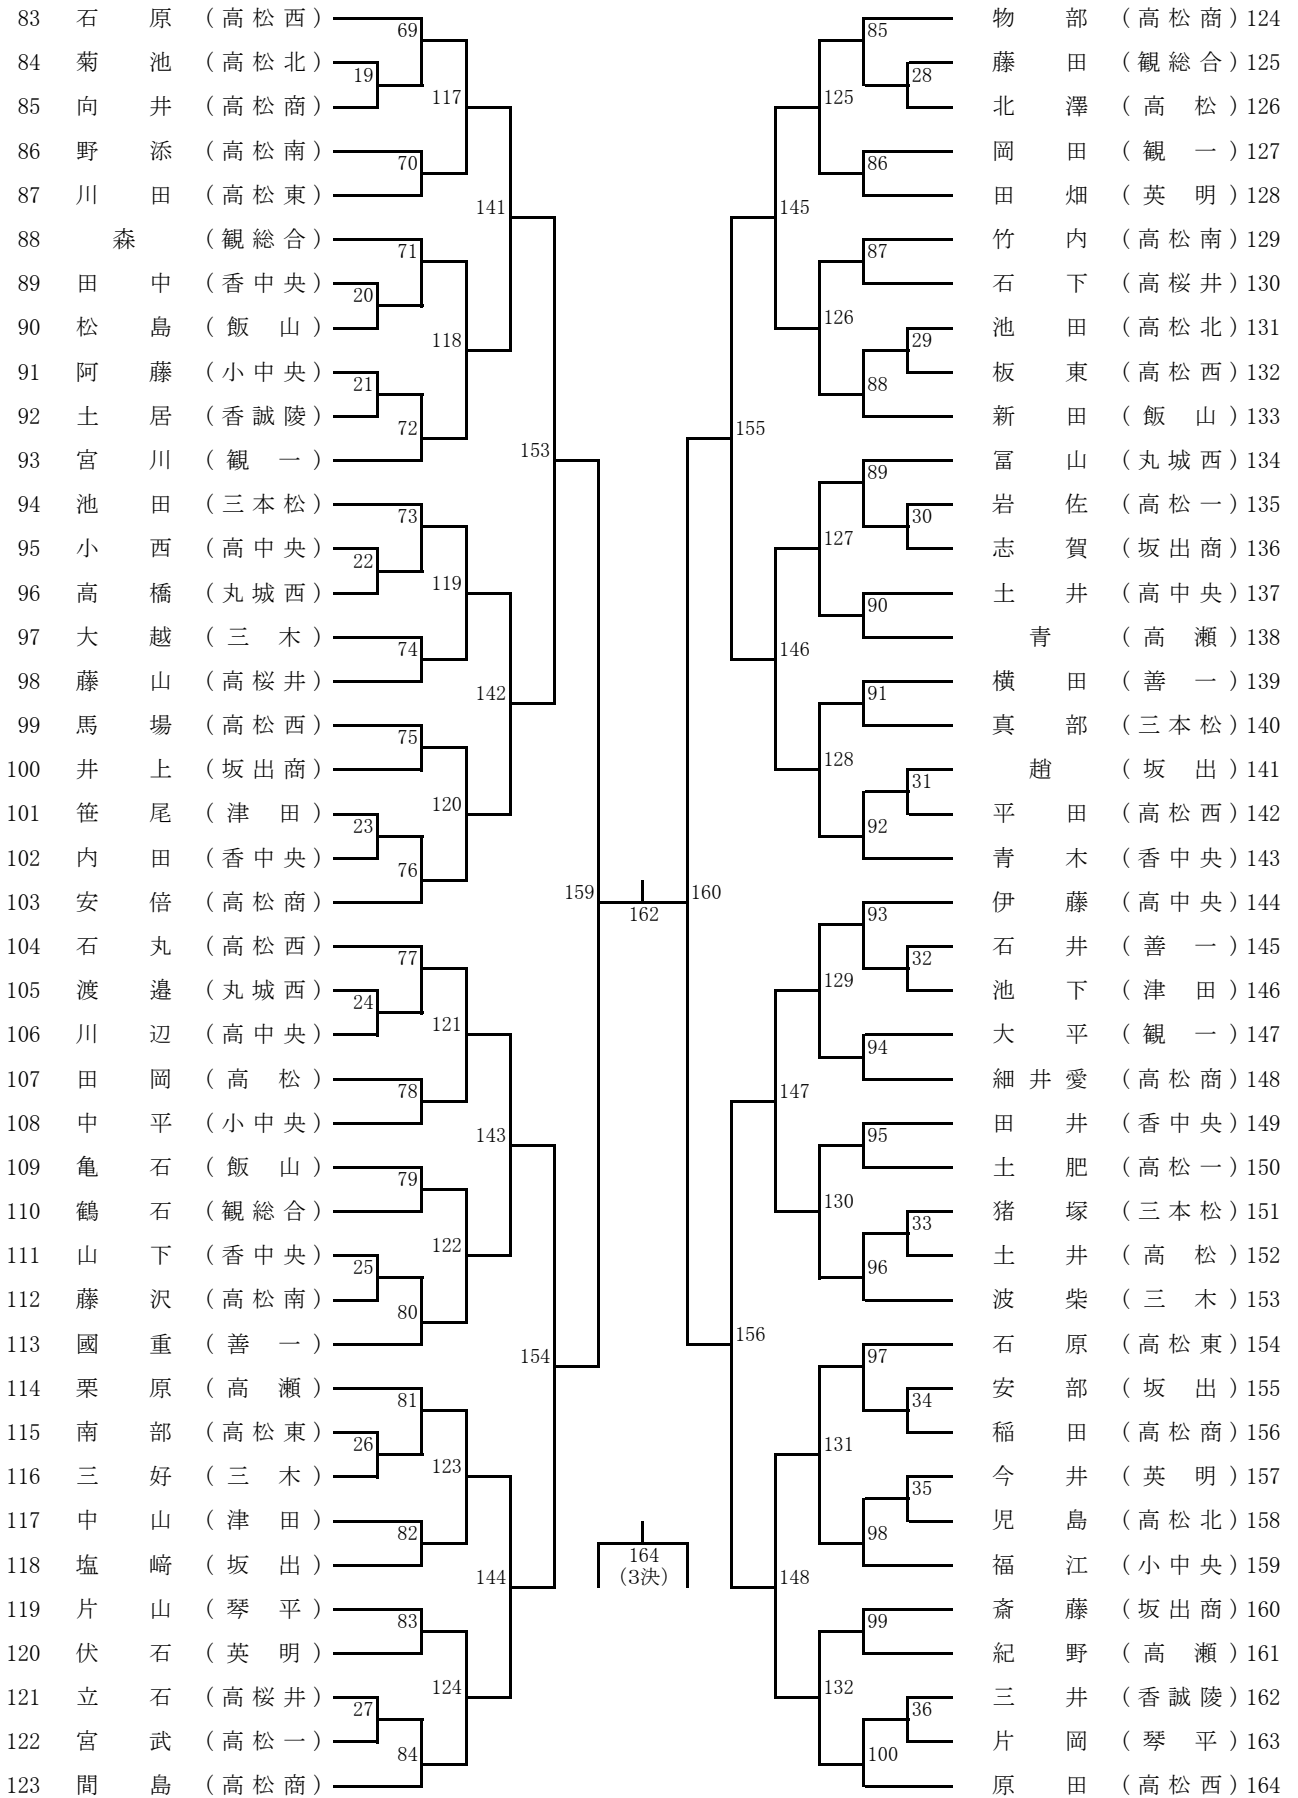 83 石原 (高松西)
84 菊池 (高松北)
85 向井 (高松商)
86 野添 (高松南)
87 川田 (高松東)
88 森 (観総合)
89 田中 (香中央)
90 松島 (飯山)
91 阿藤 (小中央)
92 土居 (香誠陵)
93 宮川 (観一)
94 池田 (三本松)
95 小西 (高中央)
96 高橋 (丸城西)
97 大越 (三木)
98 藤山 (高桜井)
99 馬場 (高松西)
100 井上 (坂出商)
101 笹尾 (津田)
102 内田 (香中央)
103 安倍 (高松商)
104 石丸 (高松西)
105 渡邉 (丸城西)
106 川辺 (高中央)
107 田岡 (高松)
108 中平 (小中央)
109 亀石 (飯山)
110 鶴石 (観総合)
111 山下 (香中央)
112 藤沢 (高松南)
113 國重 (善一)
114 栗原 (高瀬)
115 南部 (高松東)
116 三好 (三木)
117 中山 (津田)
118 塩﨑 (坂出)
119 片山 (琴平)
120 伏石 (英明)
121 立石 (高桜井)
122 宮武 (高松一)
123 間島 (高松商)
19
20
21
22
23
24
25
26
27
69
70
71
72
73
74
75
76
77
78
79
80
81
82
83
84
117
118
119
120
121
122
123
124
141
142
143
144
153
154
159
162
164
(3決)
160
155
156
145
146
147
148
125
126
127
128
129
130
131
132
85
86
87
88
89
90
91
92
93
94
95
96
97
98
99
100
28
29
30
31
32
33
34
35
36
物部 (高松商) 124
藤田 (観総合) 125
北澤 (高松) 126
岡田 (観一) 127
田畑 (英明) 128
竹内 (高松南) 129
石下 (高桜井) 130
池田 (高松北) 131
板東 (高松西) 132
新田 (飯山) 133
冨山 (丸城西) 134
岩佐 (高松一) 135
志賀 (坂出商) 136
土井 (高中央) 137
青 (高瀬) 138
横田 (善一) 139
真部 (三本松) 140
趙 (坂出) 141
平田 (高松西) 142
青木 (香中央) 143
伊藤 (高中央) 144
石井 (善一) 145
池下 (津田) 146
大平 (観一) 147
細井愛 (高松商) 148
田井 (香中央) 149
土肥 (高松一) 150
猪塚 (三本松) 151
土井 (高松) 152
波柴 (三木) 153
石原 (高松東) 154
安部 (坂出) 155
稲田 (高松商) 156
今井 (英明) 157
児島 (高松北) 158
福江 (小中央) 159
斎藤 (坂出商) 160
紀野 (高瀬) 161
三井 (香誠陵) 162
片岡 (琴平) 163
原田 (高松西) 164